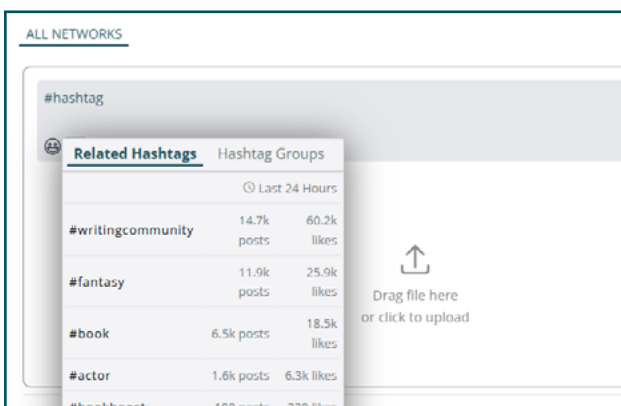 ALL NETWORKS
#hashtag
Related Hashtags Hashtag Groups
Last 24 Hours
#writingcommunity 14.7k posts 60.2k likes
#fantasy 11.9k posts 25.9k likes
#book 6.5k posts 18.5k likes
#actor 1.6k posts 6.3k likes
Drag file here
or click to upload